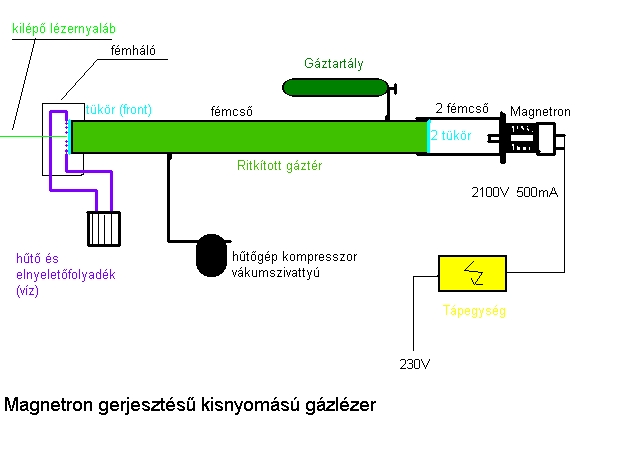 kilépő lézernyaláb
fémháló
Gáztartály
tükör (front)
fémcső
2 fémcső
Magnetron
2 tükör
Ritkított gáztér
2100V 500mA
hűtő és
elnyeletőfolyadék
(víz)
hűtőgép kompresszor
vákumszivattyú
Tápegység
230V
Magnetron gerjesztésű kisnyomású gázlézer